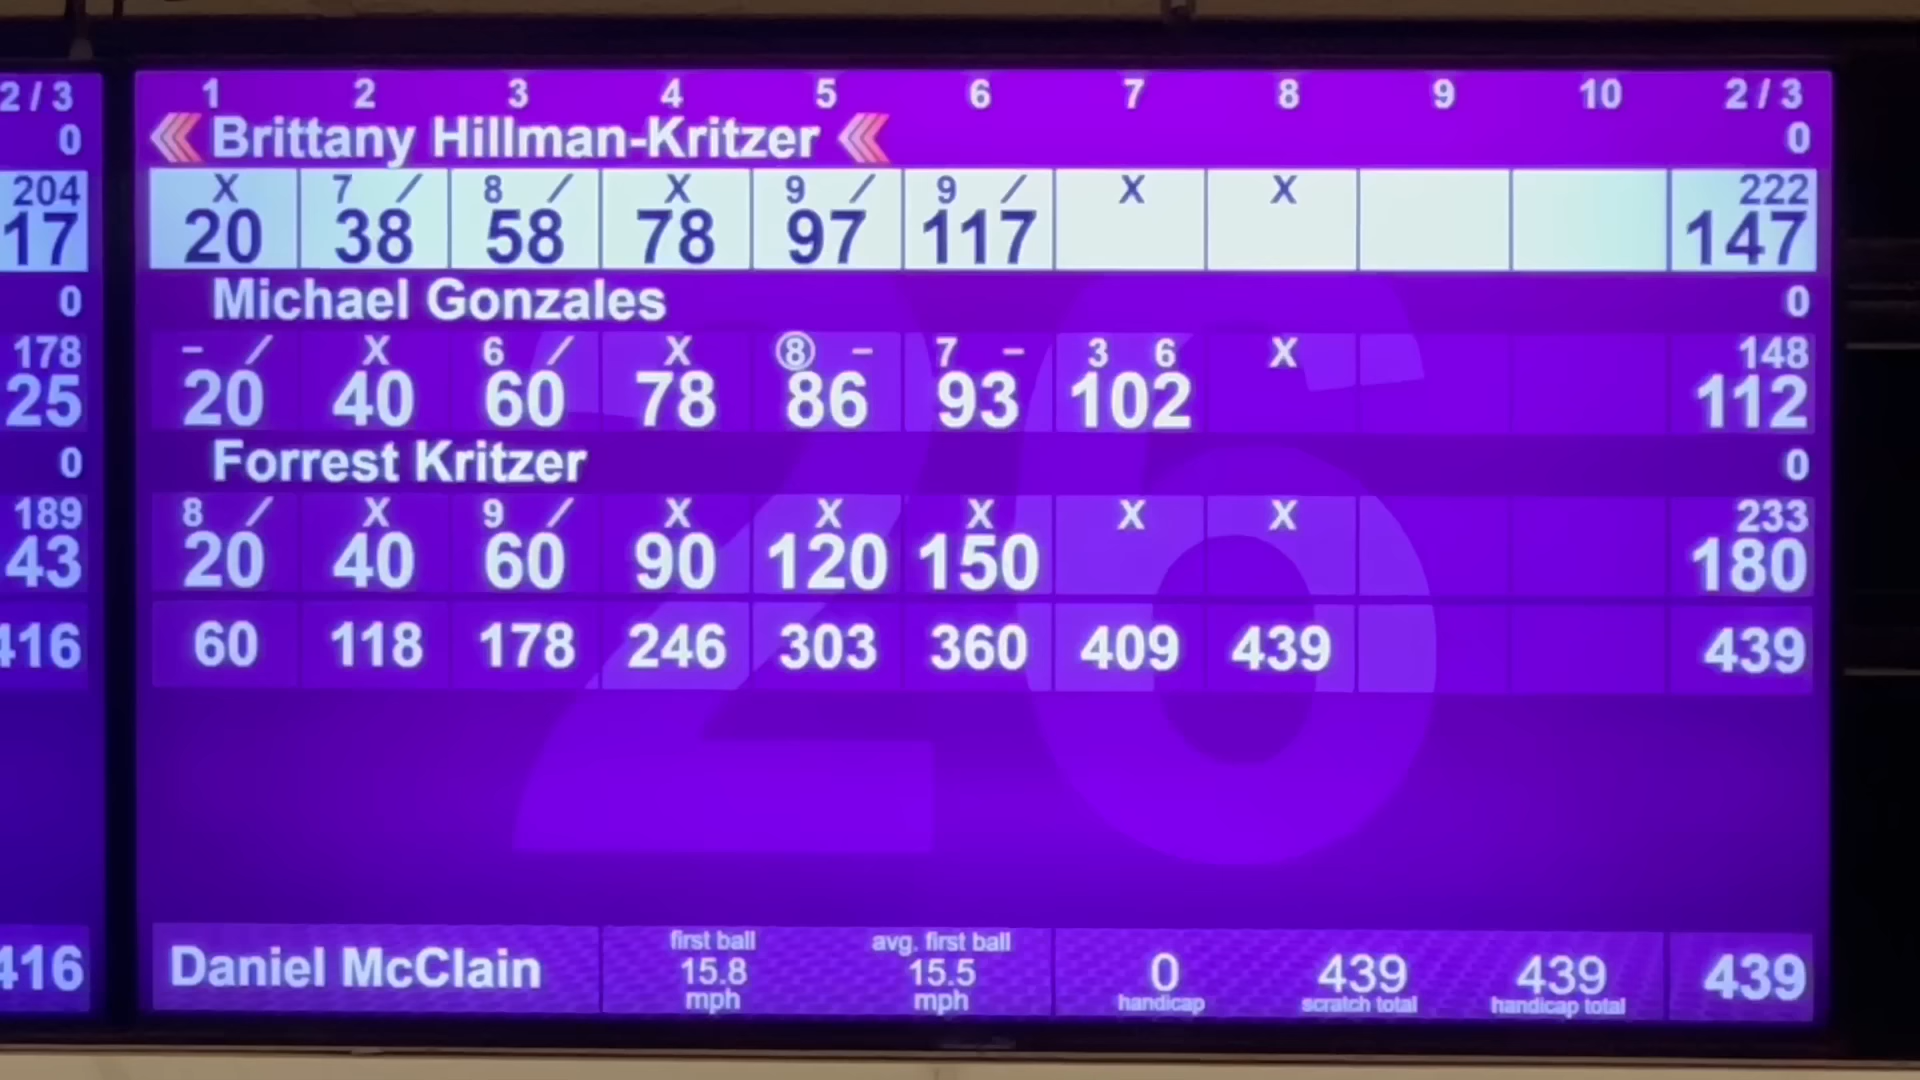 2/3
0
204
17
0
178
25
0
189
43
416
416
1 2 3 4 5 6 7 8 9 10 2/3
Brittany Hillman-Kritzer 0
X 7 / 8 / X 9 / 9 / X X 222
20 38 58 78 97 117 147
Michael Gonzales 0
- / X 6 / X 8 - 7 - 3 6 X 148
20 40 60 78 86 93 102 112
Forrest Kritzer 0
8 / X 9 / X X X X X 233
20 40 60 90 120 150 180
60 118 178 246 303 360 409 439 439
26
Daniel McClain
first ball
15.8
mph
avg. first ball
15.5
mph
0
handicap
439
scratch total
439
handicap total
439